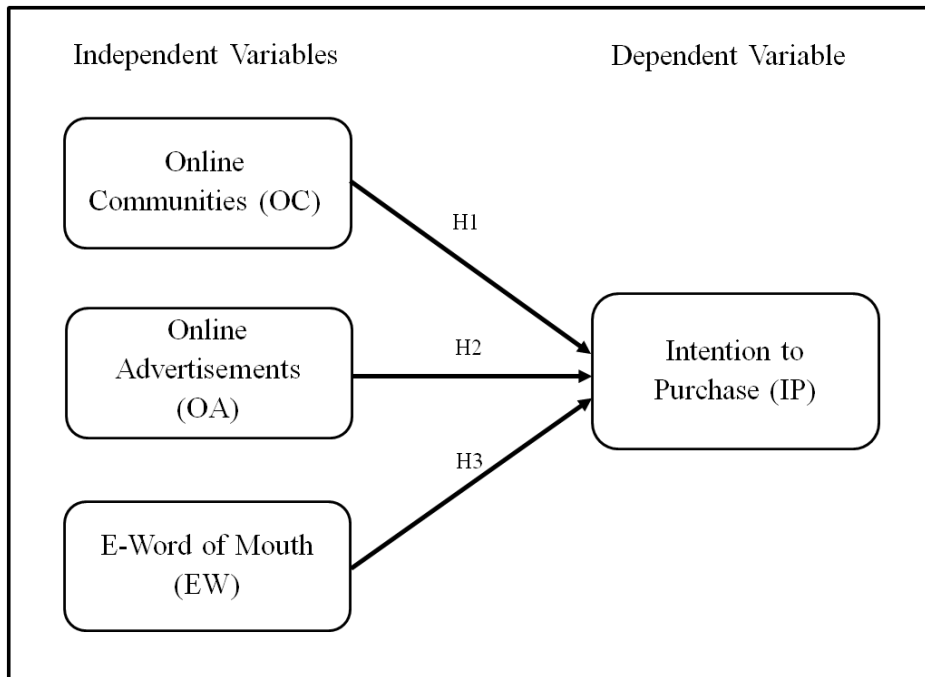 Independent Variables
Dependent Variable
Online
Communities (OC)
H1
Online
Advertisements
(OA)
H2
Intention to
Purchase (IP)
H3
E-Word of Mouth
(EW)